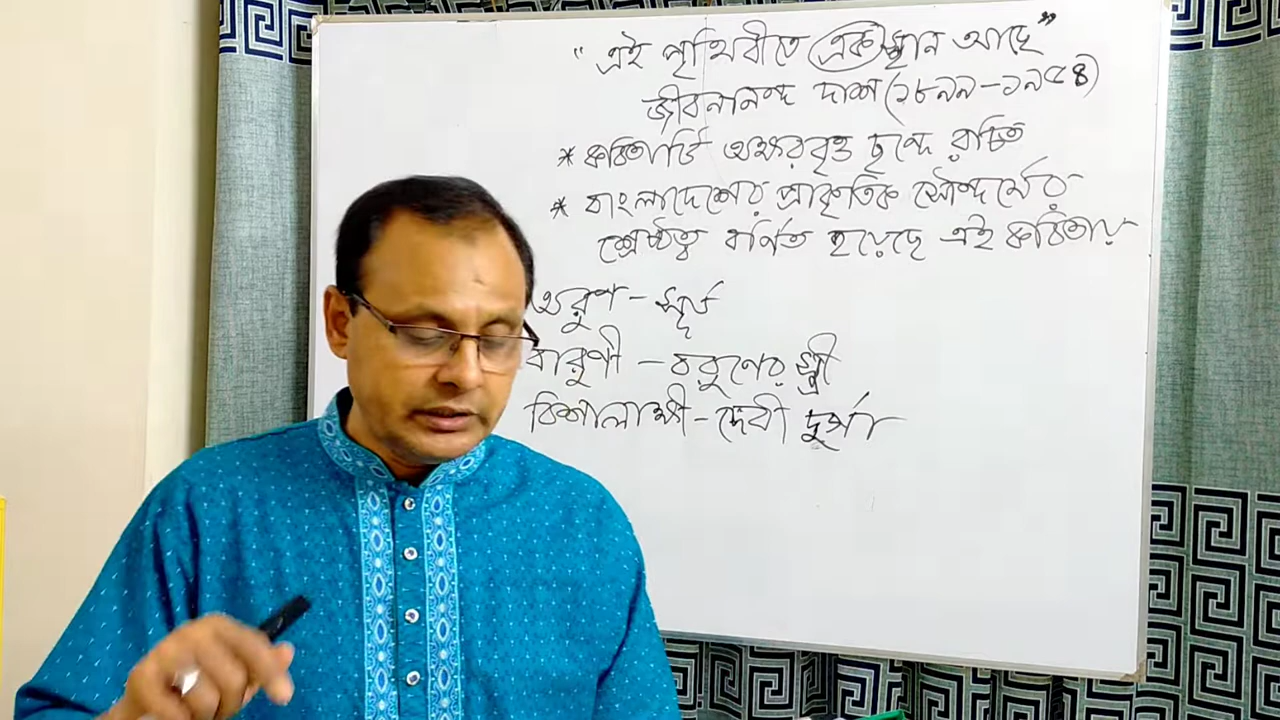 "এই পৃথিবীতে এক স্থান আছে"
জীবনানন্দ দাশ (১৮৯৯-১৯৫৪)
* কবিতাটি অক্ষরবৃত্ত ছন্দে রচিত
* বাংলাদেশের প্রাকৃতিক সৌন্দর্যের
শ্রেষ্ঠত্ব বর্ণিত হয়েছে এই কবিতায়
অরুণ - সূর্য
বারুণী - বরুণের স্ত্রী
বিশালাক্ষী - দেবী দুর্গা